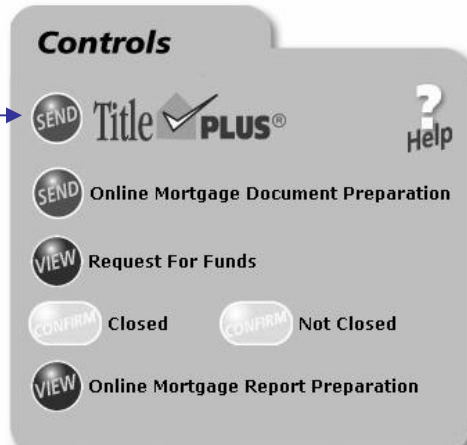 Controls
SEND Title PLUS® ? Help
SEND Online Mortgage Document Preparation
VIEW Request For Funds
CONFIRM Closed CONFIRM Not Closed
VIEW Online Mortgage Report Preparation